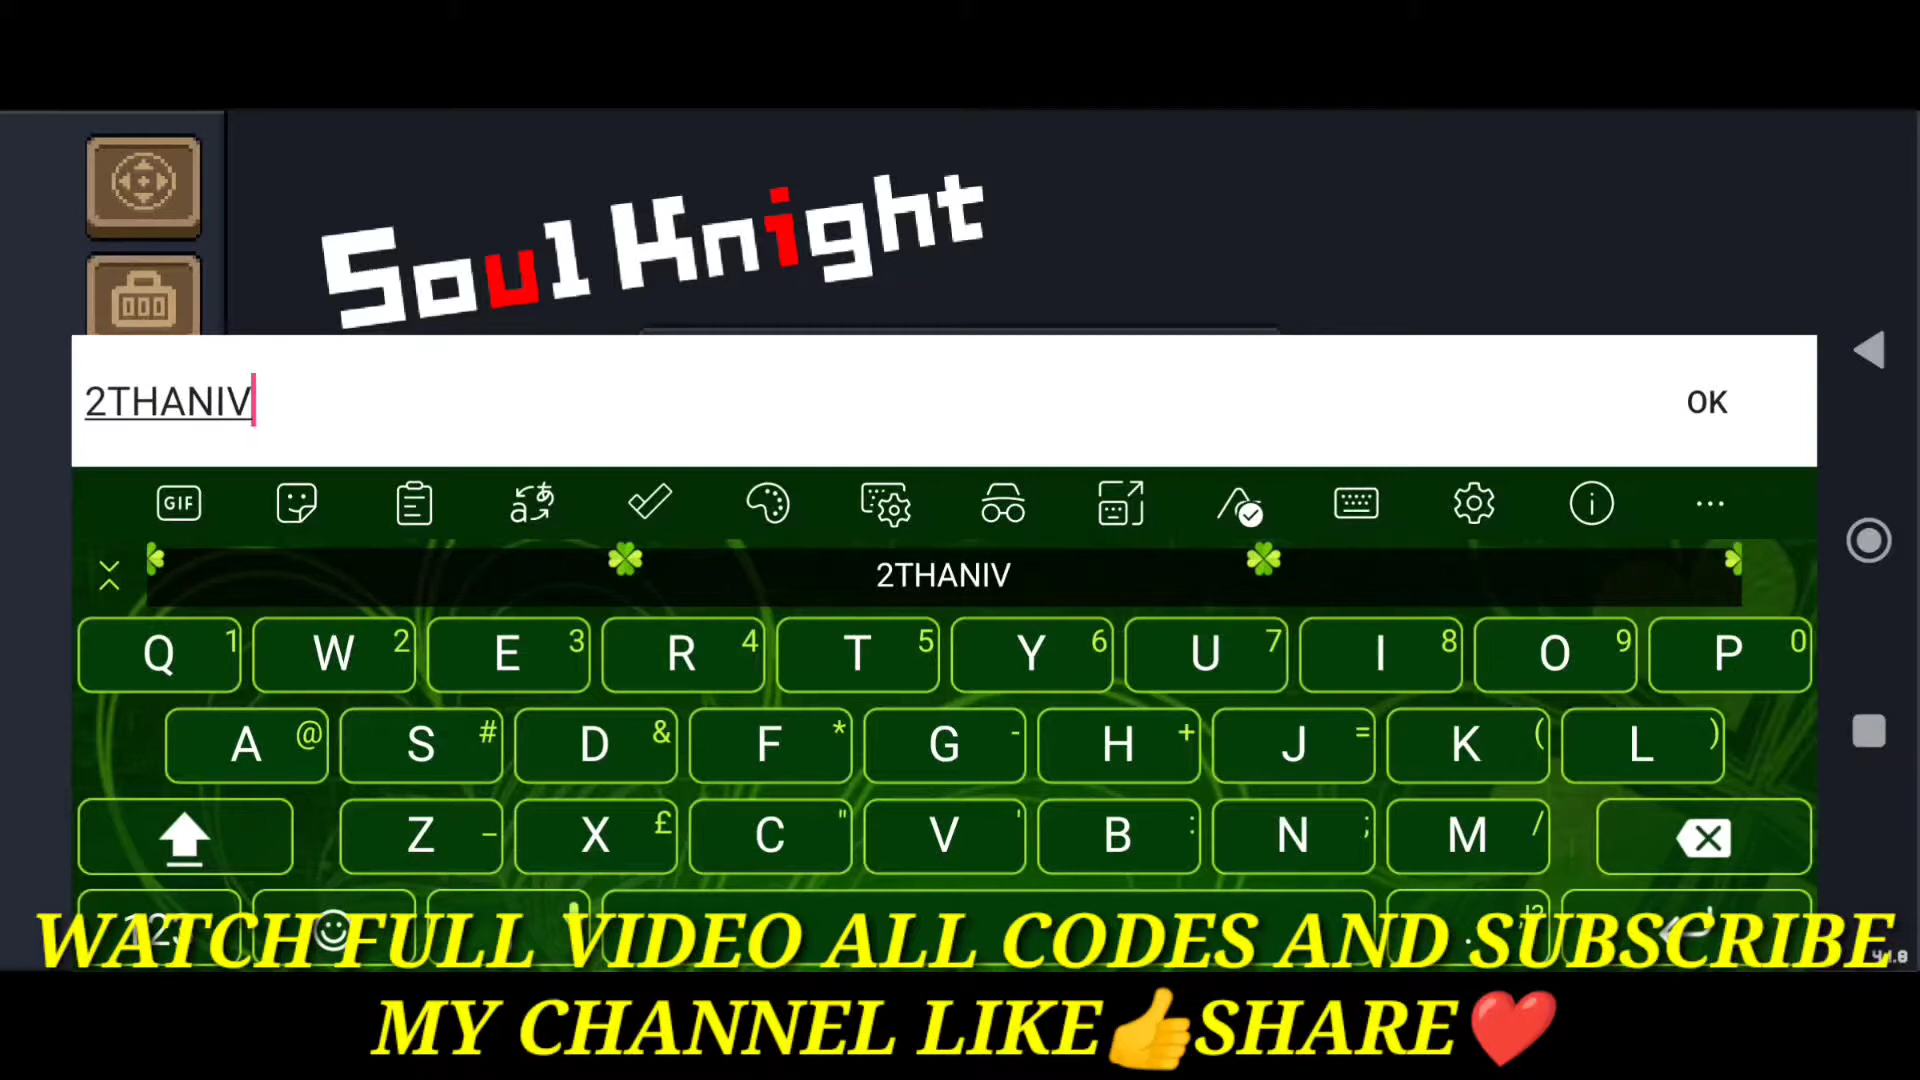 Soul Knight
2THANIV
OK
GIF
2THANIV
Q 1 W 2 E 3 R 4 T 5 Y 6 U 7 I 8 O 9 P 0
A @ S # D & F * G - H + J = K ( L )
Z _ X £ C " V ' B : N ; M /
123 . !?
WATCH FULL VIDEO ALL CODES AND SUBSCRIBE
MY CHANNEL LIKE👍SHARE❤️